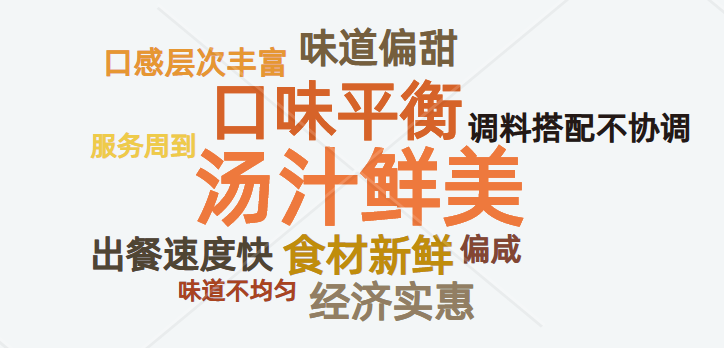 味道偏甜
口感层次丰富
口味平衡
调料搭配不协调
服务周到
汤汁鲜美
出餐速度快
食材新鲜
偏咸
味道不均匀
经济实惠